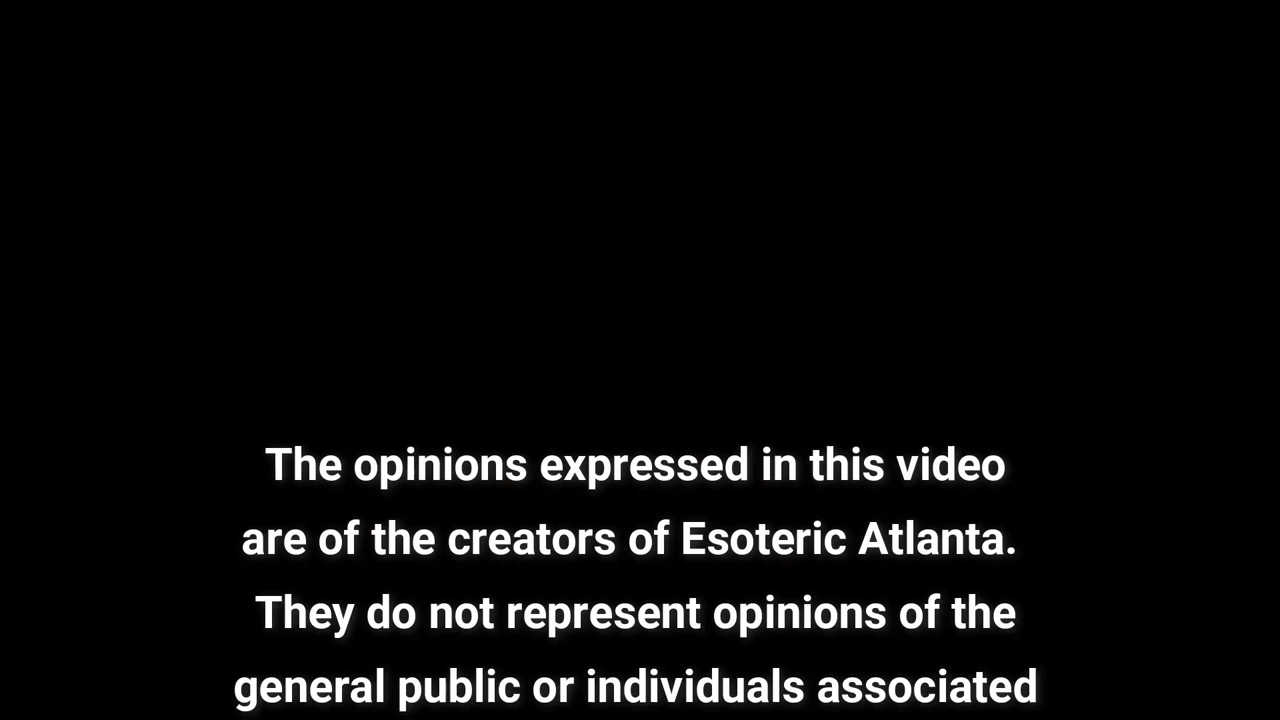 The opinions expressed in this video
are of the creators of Esoteric Atlanta.
They do not represent opinions of the
general public or individuals associated